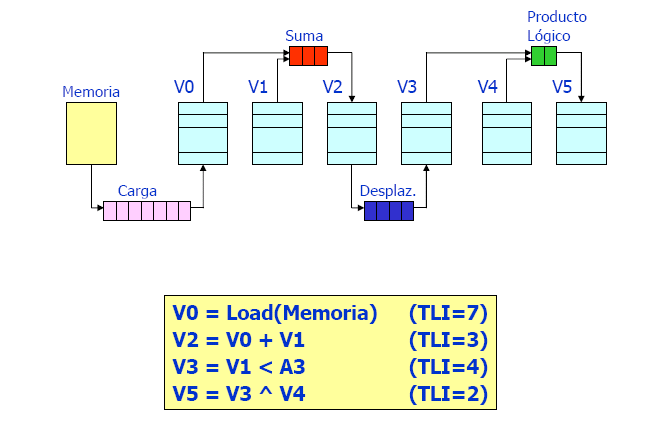 Producto
Lógico
Suma
V0
V1
V2
V3
V4
V5
Memoria
Carga
Desplaz.
V0 = Load(Memoria) (TLI=7)
V2 = V0 + V1 (TLI=3)
V3 = V1 < A3 (TLI=4)
V5 = V3 ^ V4 (TLI=2)